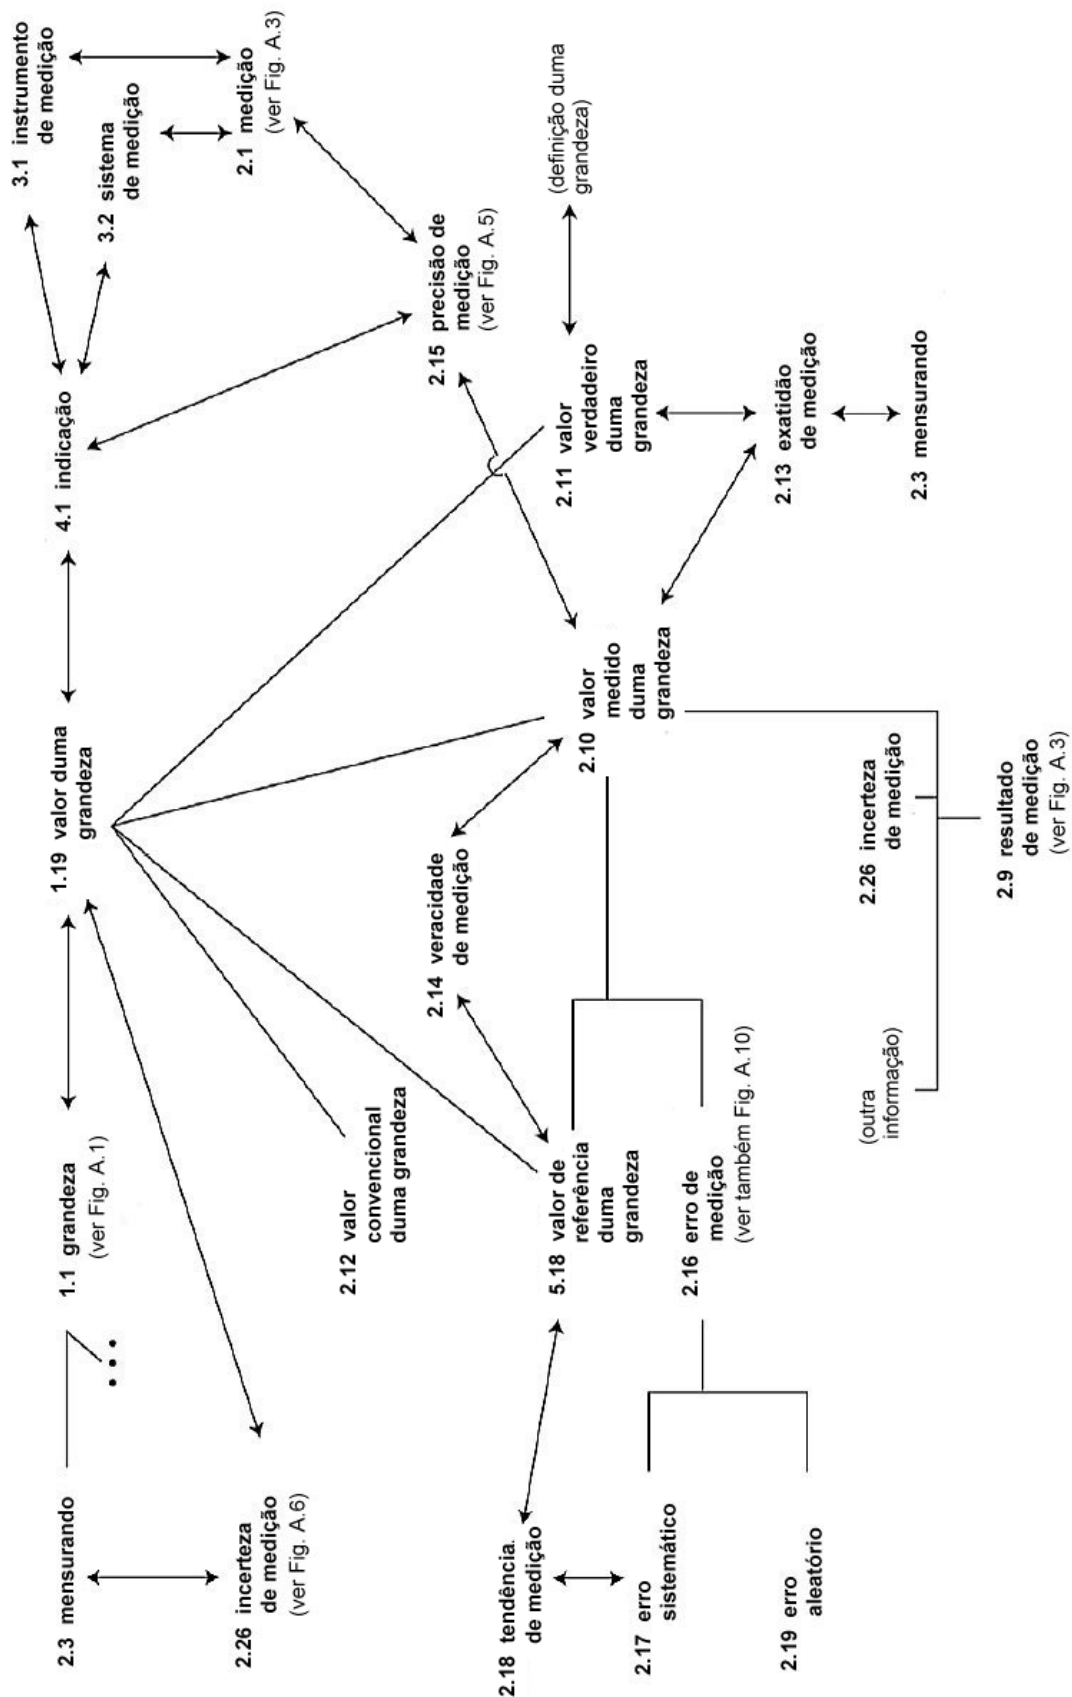 2.3 mensurando
1.1 grandeza
(ver Fig. A.1)
1.19 valor duma
grandeza
4.1 indicação
3.1 instrumento
de medição
3.2 sistema
de medição
2.1 medição
(ver Fig. A.3)
2.26 incerteza
de medição
(ver Fig. A.6)
2.12 valor
convencional
duma grandeza
2.14 veracidade
de medição
2.15 precisão de
medição
(ver Fig. A.5)
2.18 tendência
de medição
5.18 valor de
referência
duma
grandeza
2.10 valor
medido
duma
grandeza
2.11 valor
verdadeiro
duma
grandeza
(definição duma
grandeza)
2.17 erro
sistemático
2.16 erro de
medição
(ver também Fig. A.10)
2.13 exatidão
de medição
2.19 erro
aleatório
(outra
informação)
2.26 incerteza
de medição
2.3 mensurando
2.9 resultado
de medição
(ver Fig. A.3)